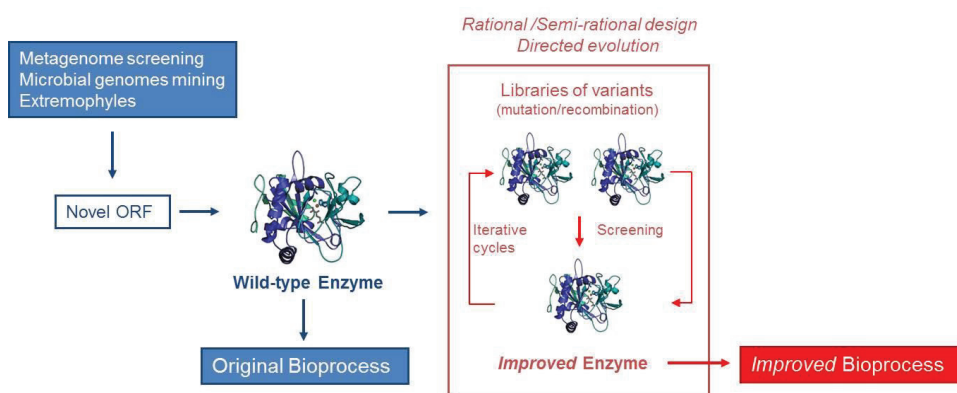 Rational /Semi-rational design
Directed evolution
Metagenome screening
Microbial genomes mining
Extremophyles
Libraries of variants
(mutation/recombination)
Novel ORF
Iterative
cycles
Screening
Wild-type Enzyme
Original Bioprocess
Improved Enzyme
Improved Bioprocess